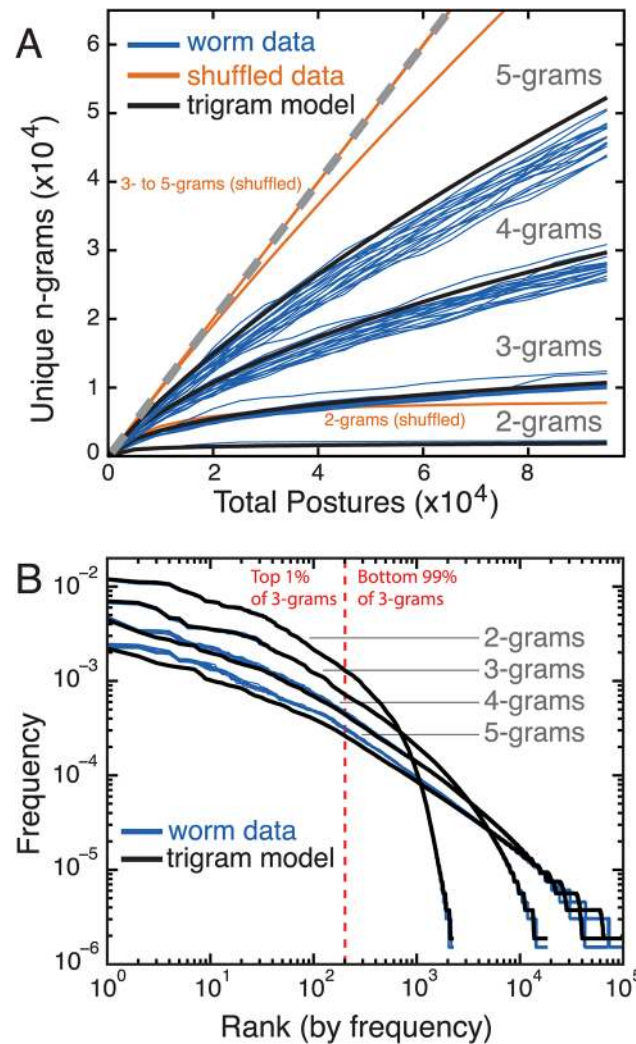 A
worm data
shuffled data
trigram model
5-grams
3- to 5-grams (shuffled)
4-grams
3-grams
2-grams (shuffled)
2-grams
Unique n-grams (x10⁴)
6
5
4
3
2
1
0
2
4
6
8
Total Postures (x10⁴)
B
Top 1%
of 3-grams
Bottom 99%
of 3-grams
2-grams
3-grams
4-grams
5-grams
worm data
trigram model
Frequency
10⁻²
10⁻³
10⁻⁴
10⁻⁵
10⁻⁶
10⁰
10¹
10²
10³
10⁴
10⁵
Rank (by frequency)